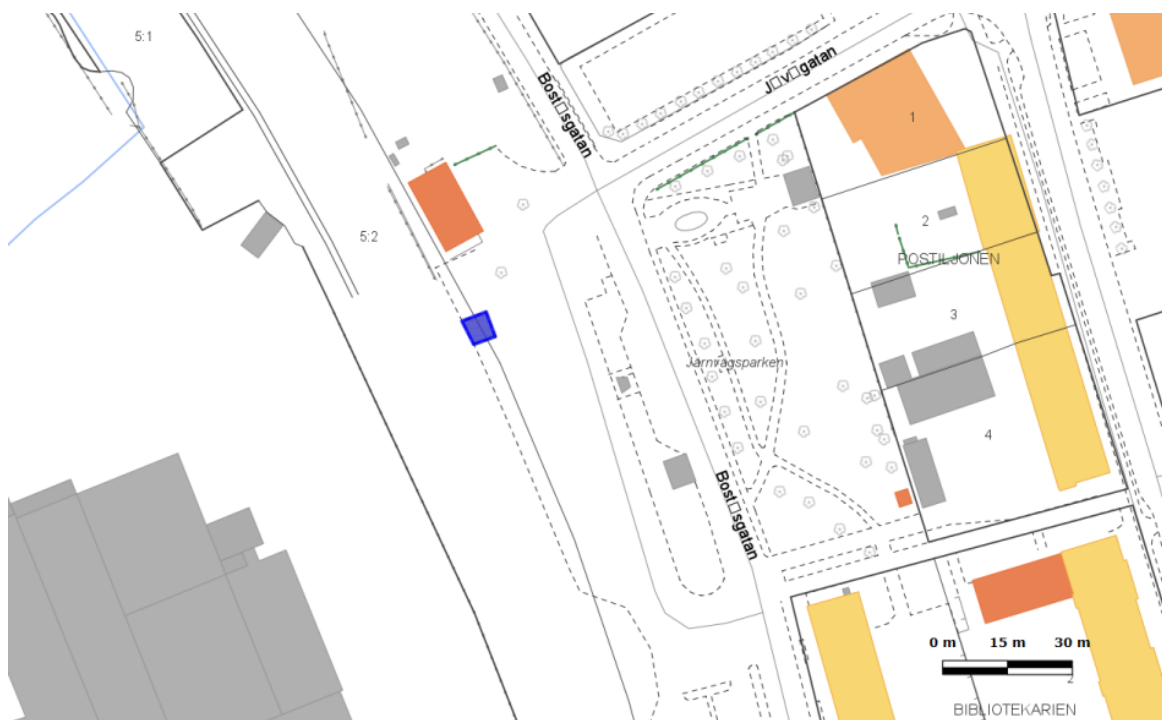 5:1
Bost□sgatan
J□v□gatan
1
2
5:2
POSTILJONEN
3
Järnvägsparken
4
Bost□sgatan
0 m 15 m 30 m
2
BIBLIOTEKARIEN